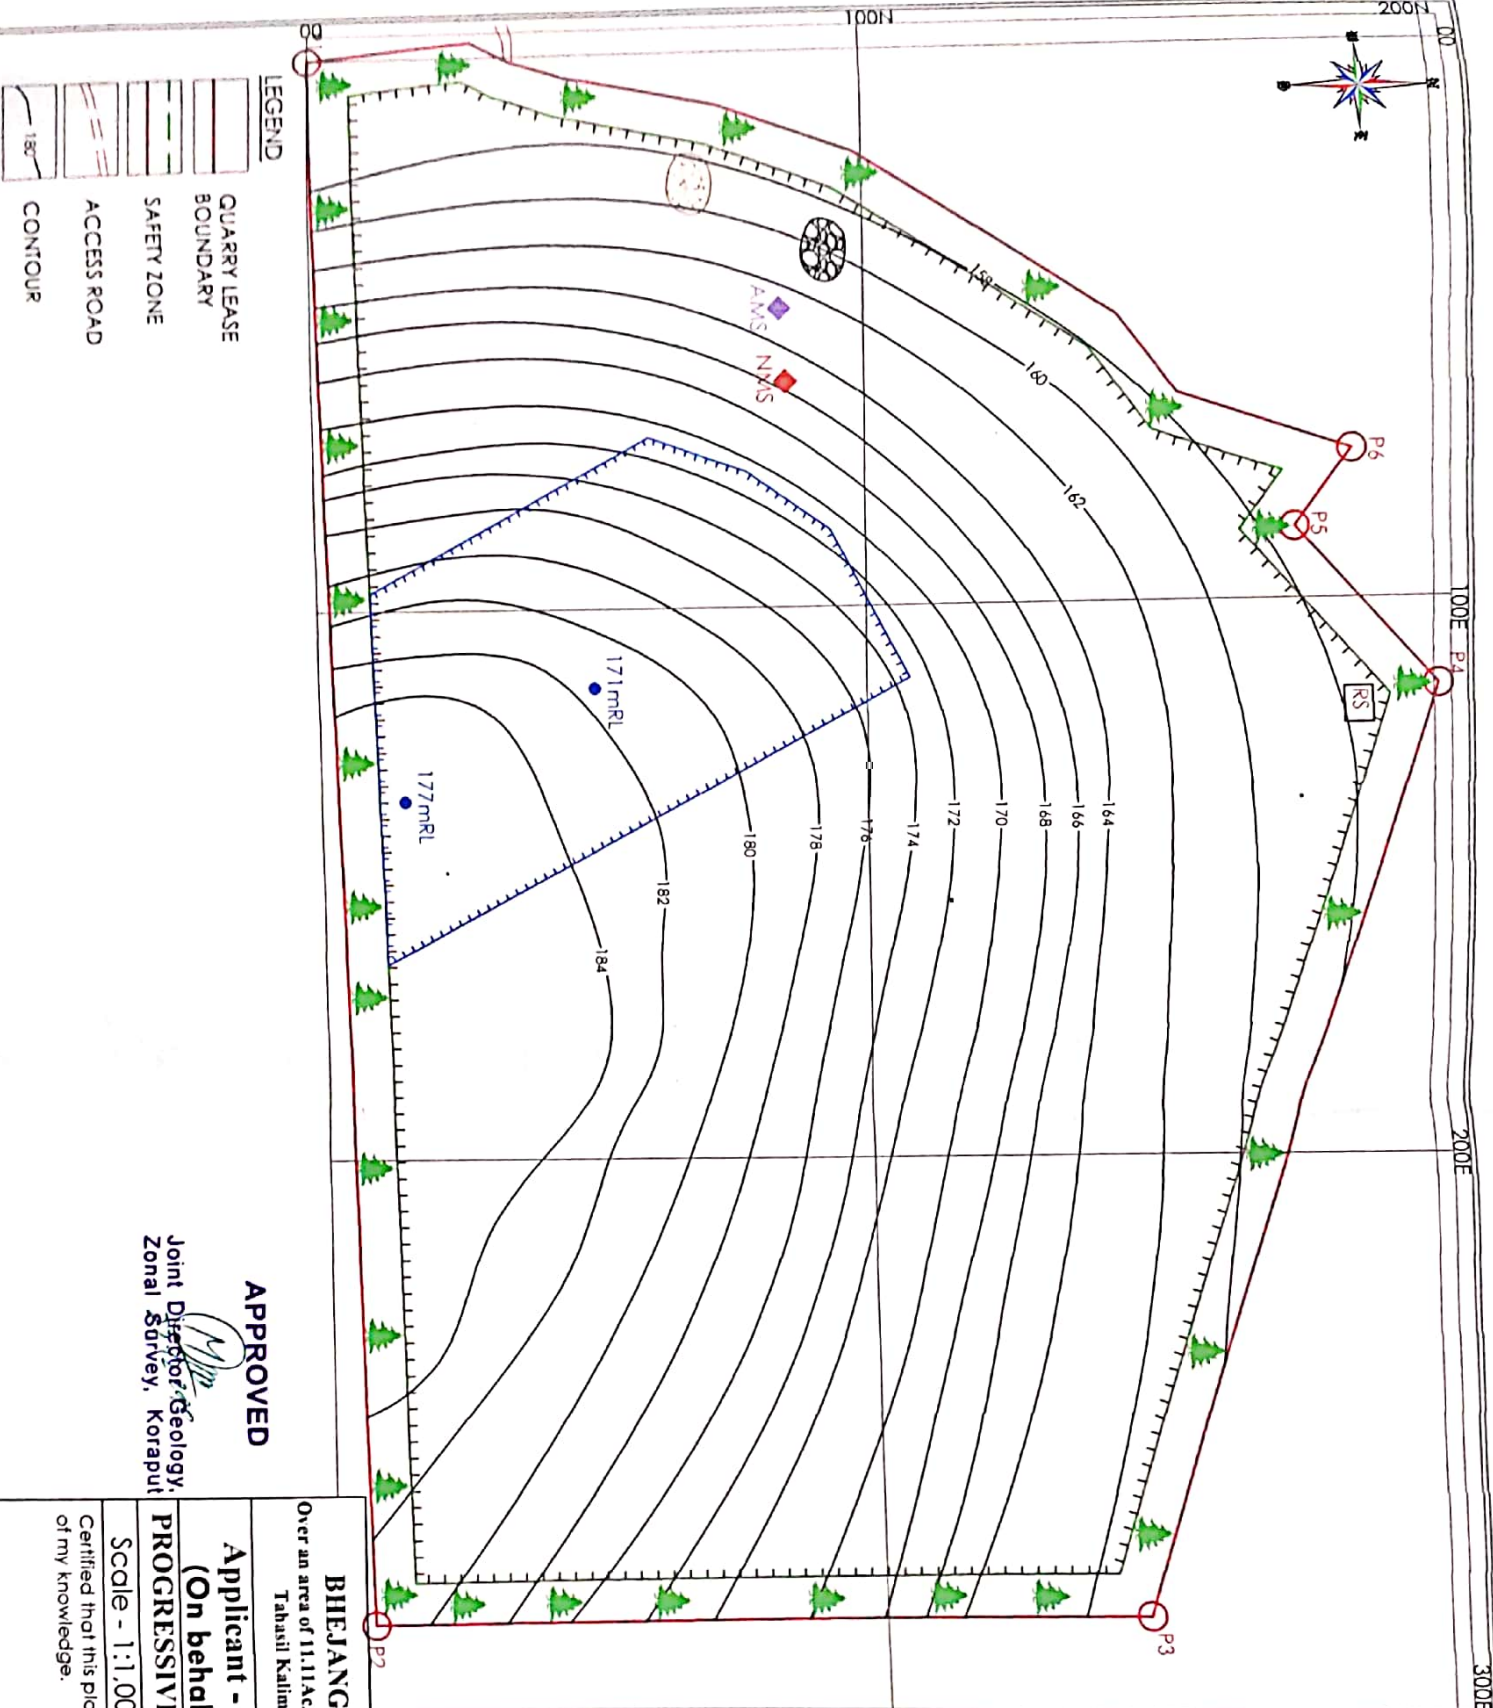 00
100N
200N
00
W
N
S
E
P6
P5
P4
100E
RS
158
160
162
164
166
168
170
172
174
176
178
180
182
184
AMS
NMS
171mRL
177mRL
200E
P3
P2
300E
LEGEND
QUARRY LEASE
BOUNDARY
SAFETY ZONE
ACCESS ROAD
180
CONTOUR
APPROVED
Joint Director Geology,
Zonal Survey, Koraput
BHEJANG
Over an area of 11.11Ac.
Tahasil Kalim
Applicant -
(On behal
PROGRESSIV
Scale - 1:1,00
Certified that this pl
of my knowledge.